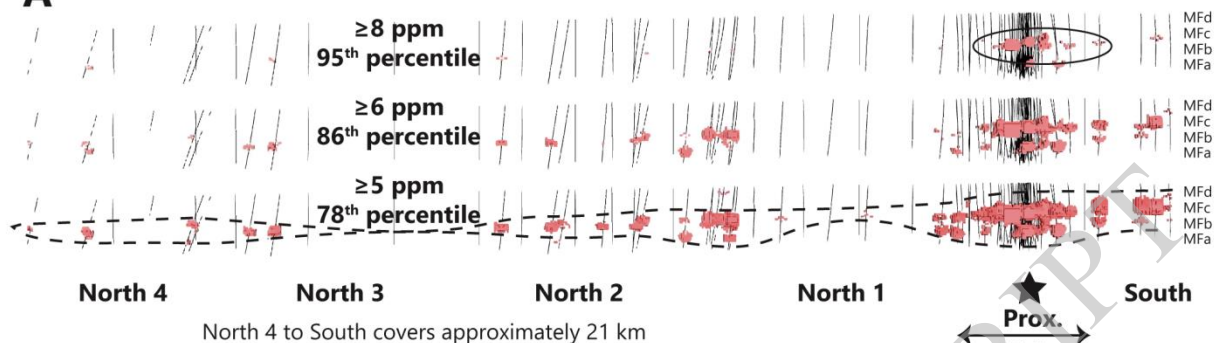 A
≥8 ppm
95th percentile
MFd
MFc
MFb
MFa
≥6 ppm
86th percentile
MFd
MFc
MFb
MFa
≥5 ppm
78th percentile
MFd
MFc
MFb
MFa
North 4
North 3
North 2
North 1
South
Prox.
North 4 to South covers approximately 21 km
RIPT